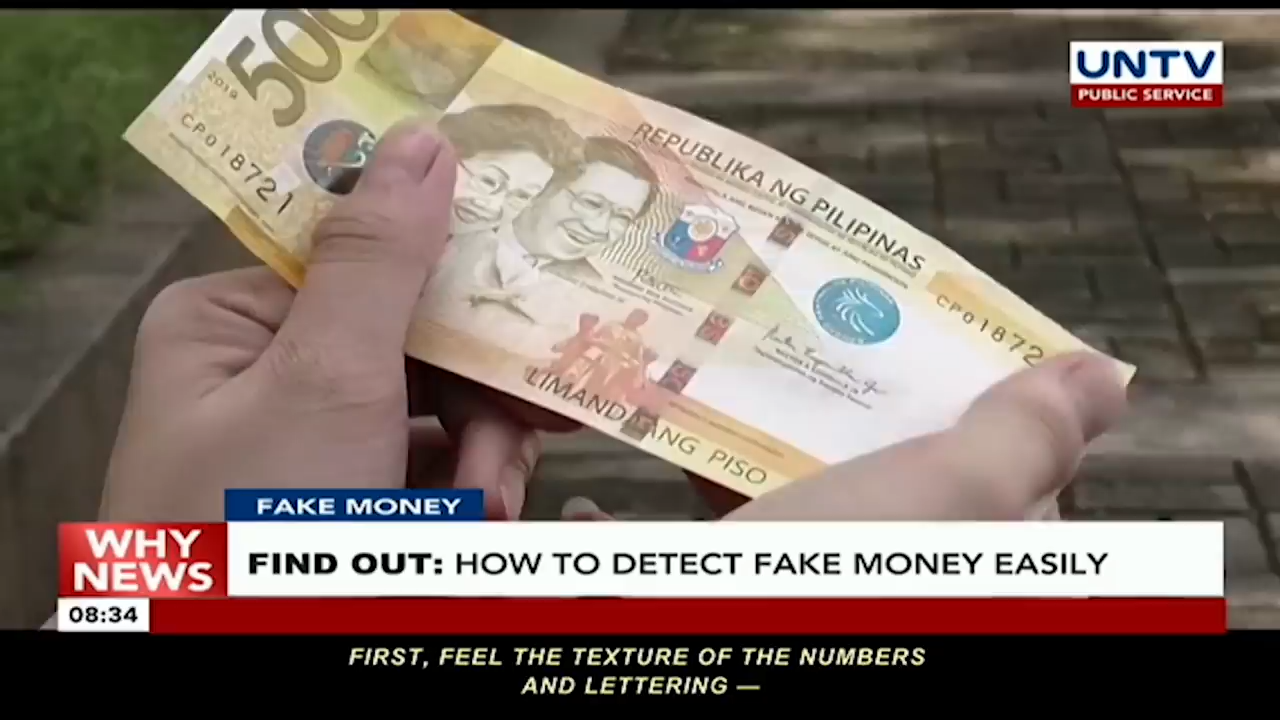 500
2019
CP018721
REPUBLIKA NG PILIPINAS
CP01872
LIMANDAANG PISO
UNTV
PUBLIC SERVICE
FAKE MONEY
WHY
NEWS
FIND OUT: HOW TO DETECT FAKE MONEY EASILY
08:34
FIRST, FEEL THE TEXTURE OF THE NUMBERS
AND LETTERING —